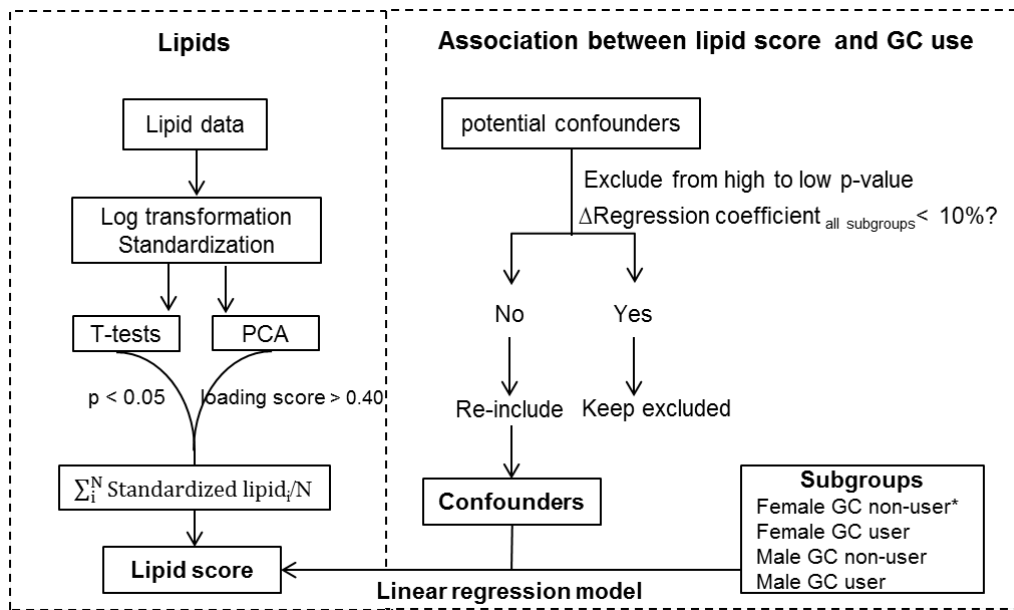 Lipids
Lipid data
Log transformation
Standardization
T-tests
PCA
p < 0.05
loading score > 0.40
∑ᵢᴺ Standardized lipidᵢ/N
Lipid score
Association between lipid score and GC use
potential confounders
Exclude from high to low p-value
ΔRegression coefficient all subgroups < 10%?
No
Yes
Re-include
Keep excluded
Confounders
Subgroups
Female GC non-user*
Female GC user
Male GC non-user
Male GC user
Linear regression model